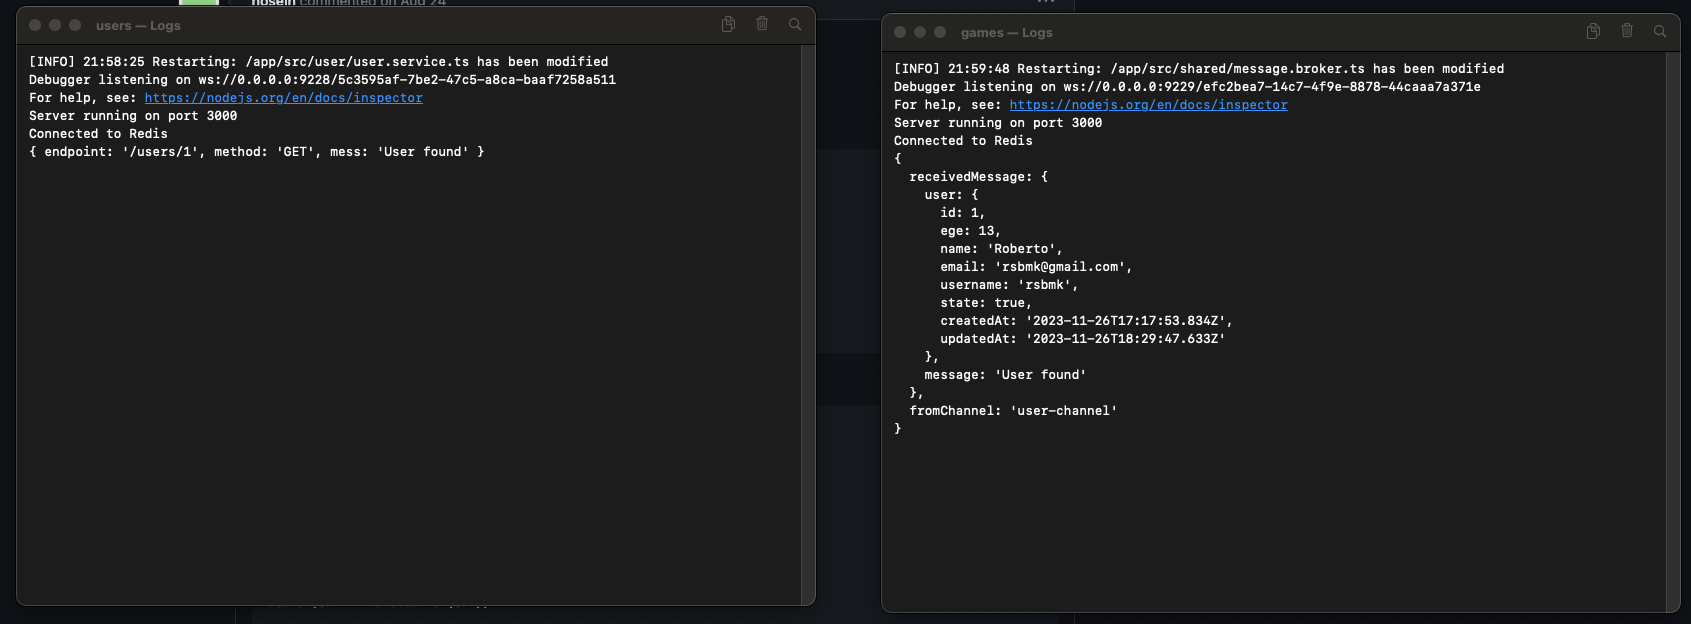 hosein commented on Aug 24
users — Logs
[INFO] 21:58:25 Restarting: /app/src/user/user.service.ts has been modified
Debugger listening on ws://0.0.0.0:9228/5c3595af-7be2-47c5-a8ca-baaf7258a511
For help, see: https://nodejs.org/en/docs/inspector
Server running on port 3000
Connected to Redis
{ endpoint: '/users/1', method: 'GET', mess: 'User found' }
games — Logs
[INFO] 21:59:48 Restarting: /app/src/shared/message.broker.ts has been modified
Debugger listening on ws://0.0.0.0:9229/efc2bea7-14c7-4f9e-8878-44caaa7a371e
For help, see: https://nodejs.org/en/docs/inspector
Server running on port 3000
Connected to Redis
{
  receivedMessage: {
    user: {
      id: 1,
      ege: 13,
      name: 'Roberto',
      email: 'rsbmk@gmail.com',
      username: 'rsbmk',
      state: true,
      createdAt: '2023-11-26T17:17:53.834Z',
      updatedAt: '2023-11-26T18:29:47.633Z'
    },
    message: 'User found'
  },
  fromChannel: 'user-channel'
}